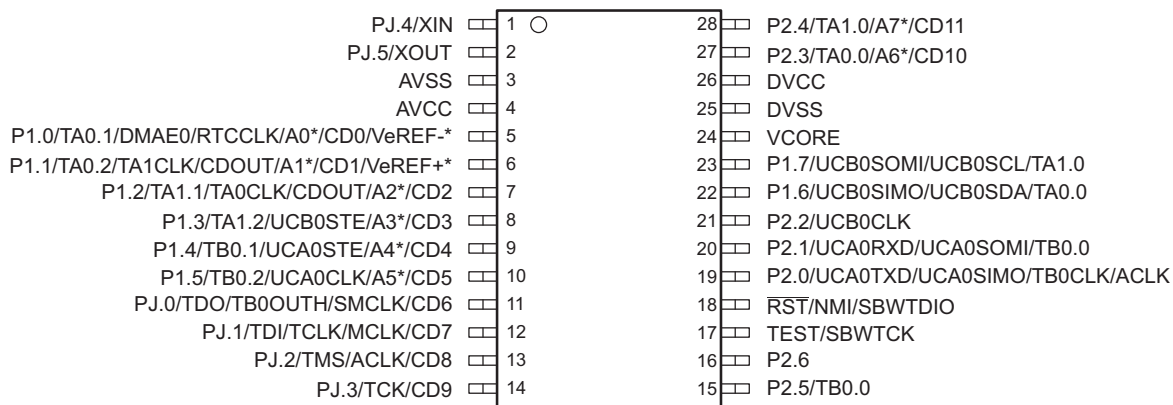 PJ.4/XIN 1 28 P2.4/TA1.0/A7*/CD11
PJ.5/XOUT 2 27 P2.3/TA0.0/A6*/CD10
AVSS 3 26 DVCC
AVCC 4 25 DVSS
P1.0/TA0.1/DMAE0/RTCCLK/A0*/CD0/VeREF-* 5 24 VCORE
P1.1/TA0.2/TA1CLK/CDOUT/A1*/CD1/VeREF+* 6 23 P1.7/UCB0SOMI/UCB0SCL/TA1.0
P1.2/TA1.1/TA0CLK/CDOUT/A2*/CD2 7 22 P1.6/UCB0SIMO/UCB0SDA/TA0.0
P1.3/TA1.2/UCB0STE/A3*/CD3 8 21 P2.2/UCB0CLK
P1.4/TB0.1/UCA0STE/A4*/CD4 9 20 P2.1/UCA0RXD/UCA0SOMI/TB0.0
P1.5/TB0.2/UCA0CLK/A5*/CD5 10 19 P2.0/UCA0TXD/UCA0SIMO/TB0CLK/ACLK
PJ.0/TDO/TB0OUTH/SMCLK/CD6 11 18 RST/NMI/SBWTDIO
PJ.1/TDI/TCLK/MCLK/CD7 12 17 TEST/SBWTCK
PJ.2/TMS/ACLK/CD8 13 16 P2.6
PJ.3/TCK/CD9 14 15 P2.5/TB0.0